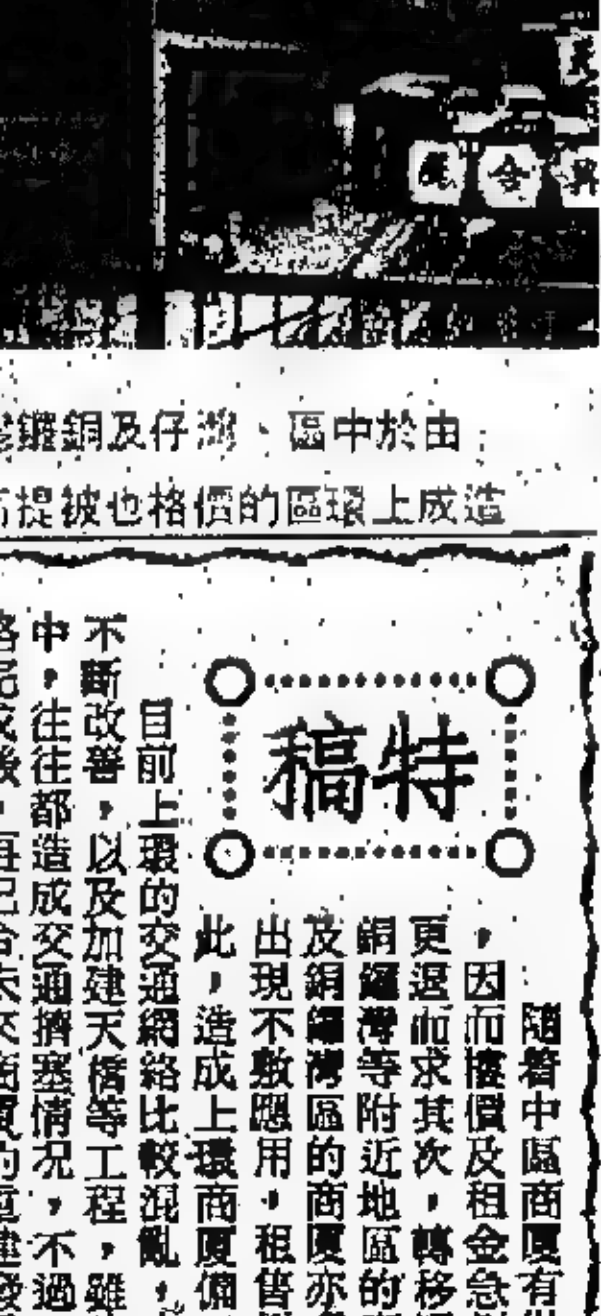 合興
由於中區、灣仔及銅鑼
造成上環區的價格也被提
特稿
隨着中區商厦有
，因而樓價及租金急
更退而求其次，轉移
銅鑼灣等附近地區的
及銅鑼灣區的商厦亦
出現不敷應用，租售
此，造成上環商厦備
目前上環的交通網絡比較混亂，
不斷改善，以及加建天橋等工程，雖
中，往往都造成交通擠塞情况，不過